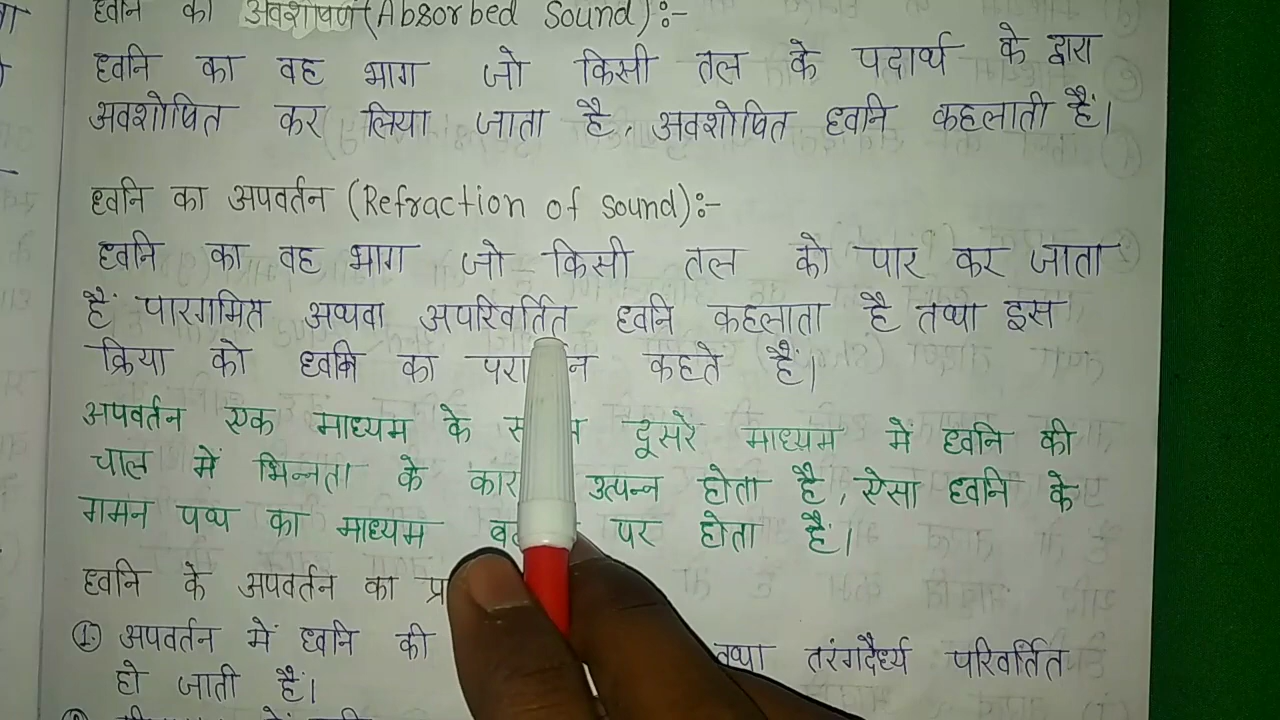 ध्वनि का अवशोषण (Absorbed Sound):-
ध्वनि का वह भाग जो किसी तल के पदार्थ के द्वारा
अवशोषित कर लिया जाता है, अवशोषित ध्वनि कहलाती हैं।
ध्वनि का अपवर्तन (Refraction of sound):-
ध्वनि का वह भाग जो किसी तल को पार कर जाता
हैं पारगमित अथवा अपरिवर्तित ध्वनि कहलाता है तथा इस
क्रिया को ध्वनि का कहते हैं।
अपवर्तन एक माध्यम के दूसरे माध्यम में ध्वनि की
चाल में भिन्नता के उत्पन्न होता है, ऐसा ध्वनि के
गमन पथ का माध्यम पर होता हैं।
ध्वनि के अपवर्तन का
① अपवर्तन में ध्वनि की तथा तरंगदैर्ध्य परिवर्तित
हो जाती हैं।